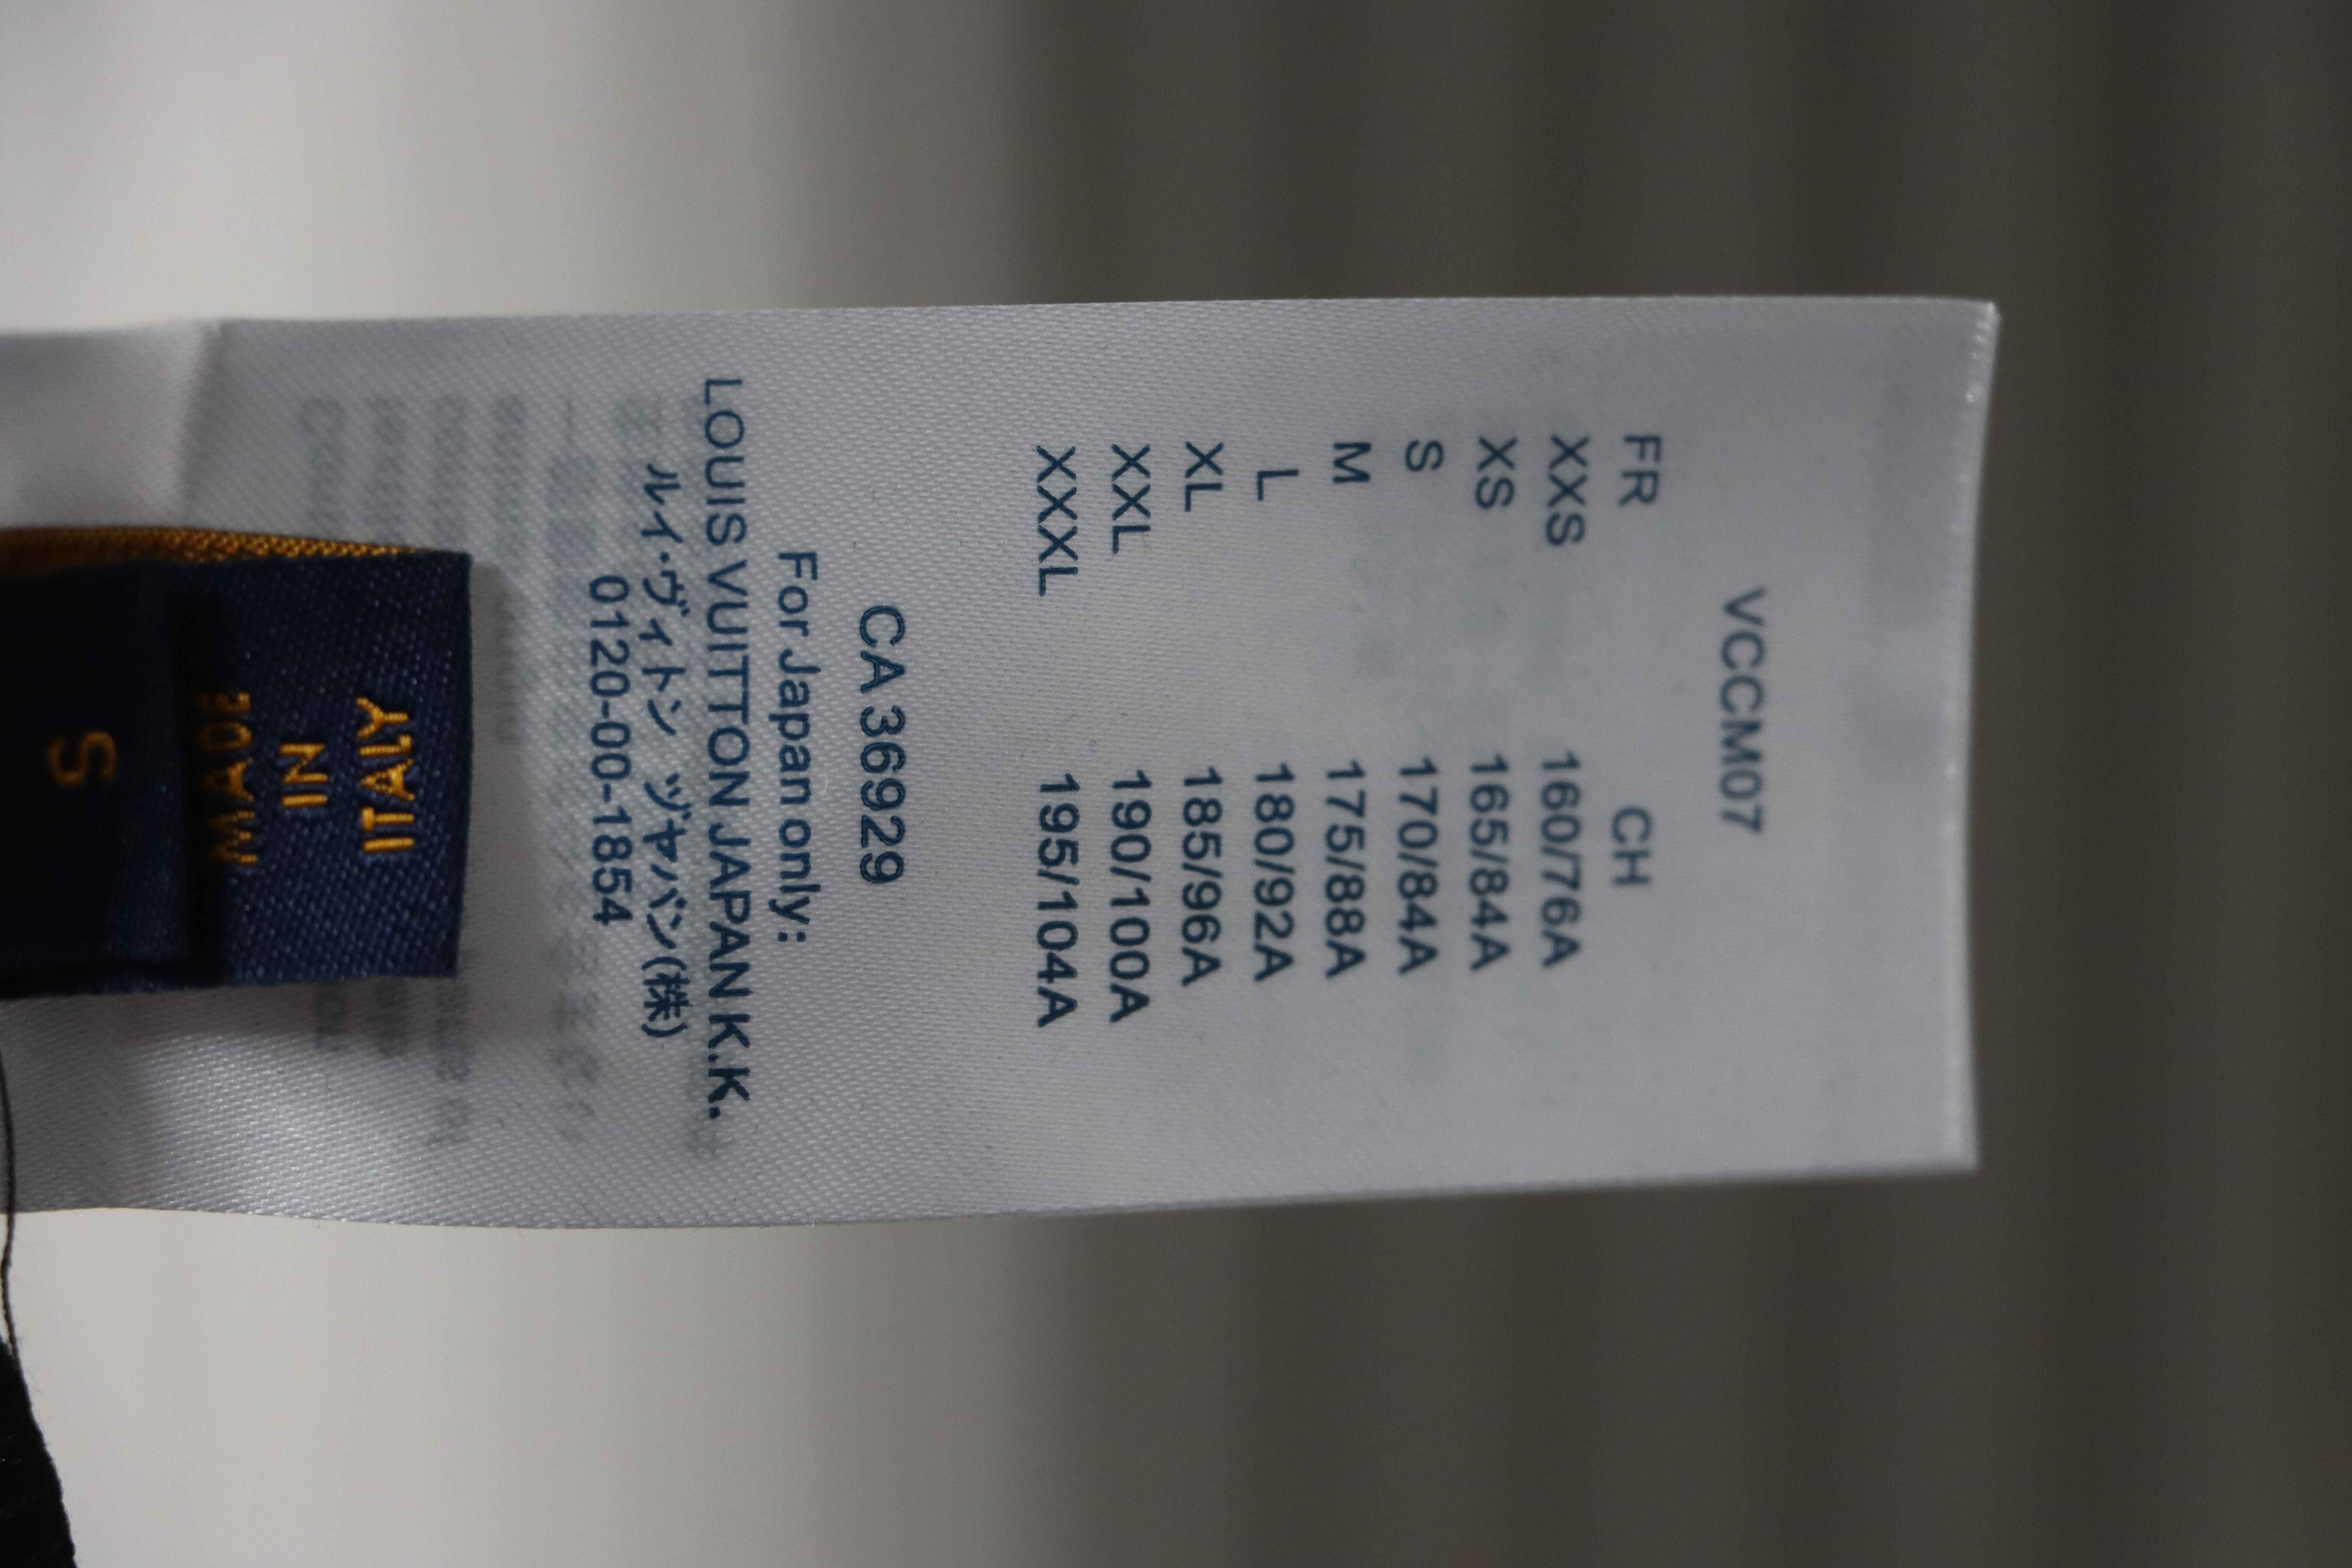 VCCM07
FR CH
XXS 160/76A
XS 165/84A
S 170/84A
M 175/88A
L 180/92A
XL 185/96A
XXL 190/100A
XXXL 195/104A
CA 36929
For Japan only:
LOUIS VUITTON JAPAN K.K.
ルイ・ヴィトン ジャパン(株)
0120-00-1854
MADE
IN
ITALY
S